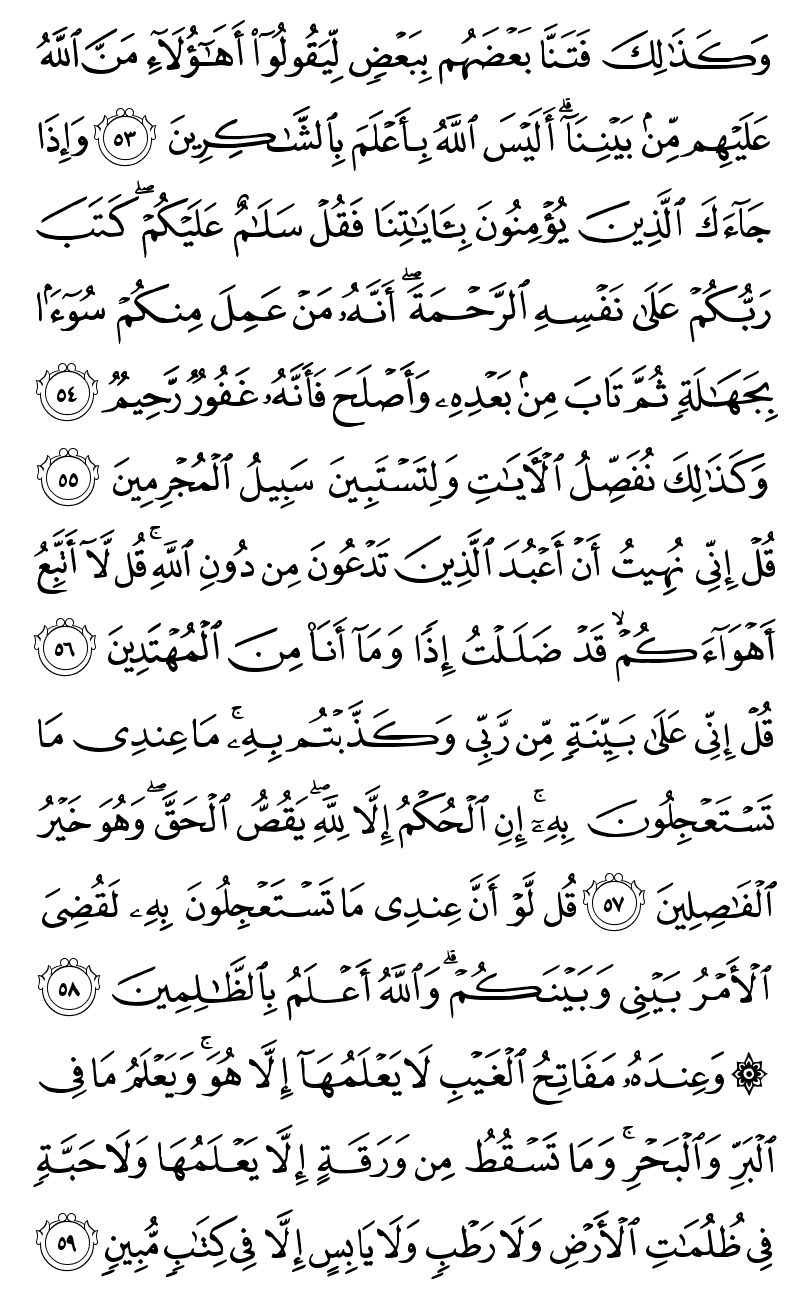 وَكَذَٰلِكَ فَتَنَّا بَعْضَهُم بِبَعْضٍ لِّيَقُولُوٓا۟ أَهَـٰٓؤُلَآءِ مَنَّ ٱللَّهُ
عَلَيْهِم مِّنۢ بَيْنِنَآ ۗ أَلَيْسَ ٱللَّهُ بِأَعْلَمَ بِٱلشَّـٰكِرِينَ ٥٣ وَإِذَا
جَآءَكَ ٱلَّذِينَ يُؤْمِنُونَ بِـَٔايَـٰتِنَا فَقُلْ سَلَـٰمٌ عَلَيْكُمْ ۖ كَتَبَ
رَبُّكُمْ عَلَىٰ نَفْسِهِ ٱلرَّحْمَةَ ۖ أَنَّهُۥ مَنْ عَمِلَ مِنكُمْ سُوٓءًۢا
بِجَهَـٰلَةٍ ثُمَّ تَابَ مِنۢ بَعْدِهِۦ وَأَصْلَحَ فَأَنَّهُۥ غَفُورٌ رَّحِيمٌ ٥٤
وَكَذَٰلِكَ نُفَصِّلُ ٱلْـَٔايَـٰتِ وَلِتَسْتَبِينَ سَبِيلُ ٱلْمُجْرِمِينَ ٥٥
قُلْ إِنِّى نُهِيتُ أَنْ أَعْبُدَ ٱلَّذِينَ تَدْعُونَ مِن دُونِ ٱللَّهِ ۚ قُل لَّآ أَتَّبِعُ
أَهْوَآءَكُمْ ۙ قَدْ ضَلَلْتُ إِذًا وَمَآ أَنَا۠ مِنَ ٱلْمُهْتَدِينَ ٥٦
قُلْ إِنِّى عَلَىٰ بَيِّنَةٍ مِّن رَّبِّى وَكَذَّبْتُم بِهِۦ ۚ مَا عِندِى مَا
تَسْتَعْجِلُونَ بِهِۦٓ ۚ إِنِ ٱلْحُكْمُ إِلَّا لِلَّهِ ۖ يَقُصُّ ٱلْحَقَّ ۖ وَهُوَ خَيْرُ
ٱلْفَـٰصِلِينَ ٥٧ قُل لَّوْ أَنَّ عِندِى مَا تَسْتَعْجِلُونَ بِهِۦ لَقُضِىَ
ٱلْأَمْرُ بَيْنِى وَبَيْنَكُمْ ۗ وَٱللَّهُ أَعْلَمُ بِٱلظَّـٰلِمِينَ ٥٨
۞ وَعِندَهُۥ مَفَاتِحُ ٱلْغَيْبِ لَا يَعْلَمُهَآ إِلَّا هُوَ ۚ وَيَعْلَمُ مَا فِى
ٱلْبَرِّ وَٱلْبَحْرِ ۚ وَمَا تَسْقُطُ مِن وَرَقَةٍ إِلَّا يَعْلَمُهَا وَلَا حَبَّةٍ
فِى ظُلُمَـٰتِ ٱلْأَرْضِ وَلَا رَطْبٍ وَلَا يَابِسٍ إِلَّا فِى كِتَـٰبٍ مُّبِينٍ ٥٩